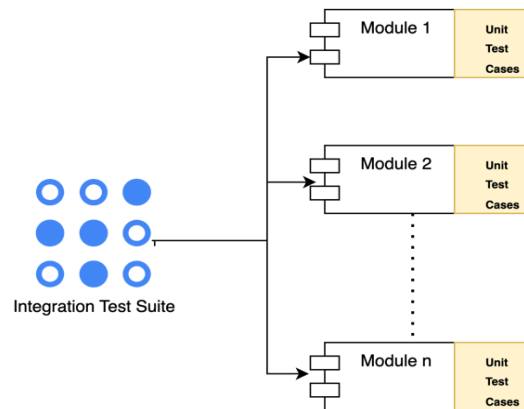 Module 1
Unit
Test
Cases
Module 2
Unit
Test
Cases
Integration Test Suite
Module n
Unit
Test
Cases